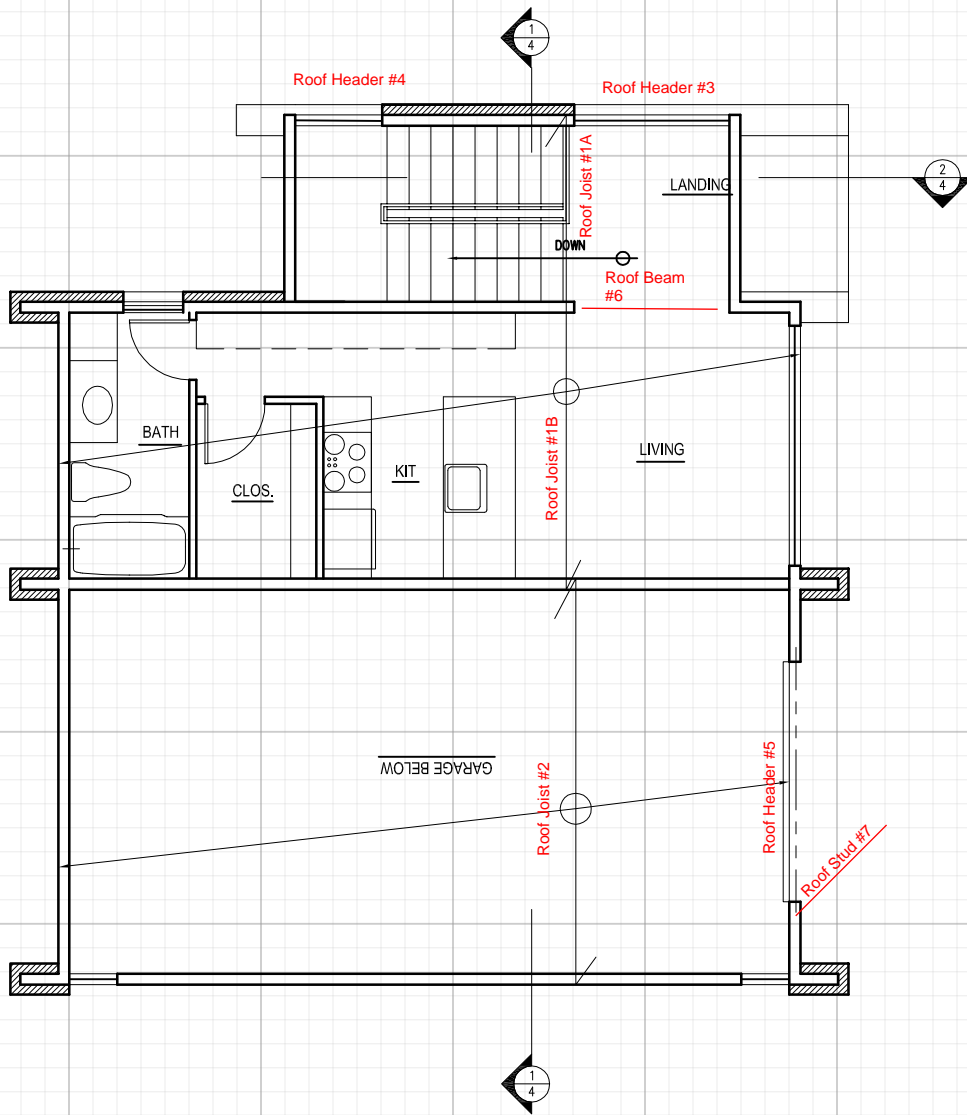 1
4
Roof Header #4
Roof Header #3
Roof Joist #1A
LANDING
2
4
DOWN
Roof Beam
#6
BATH
CLOS.
KIT
Roof Joist #1B
LIVING
GARAGE BELOW
Roof Joist #2
Roof Header #5
Roof Stud #7
1
4